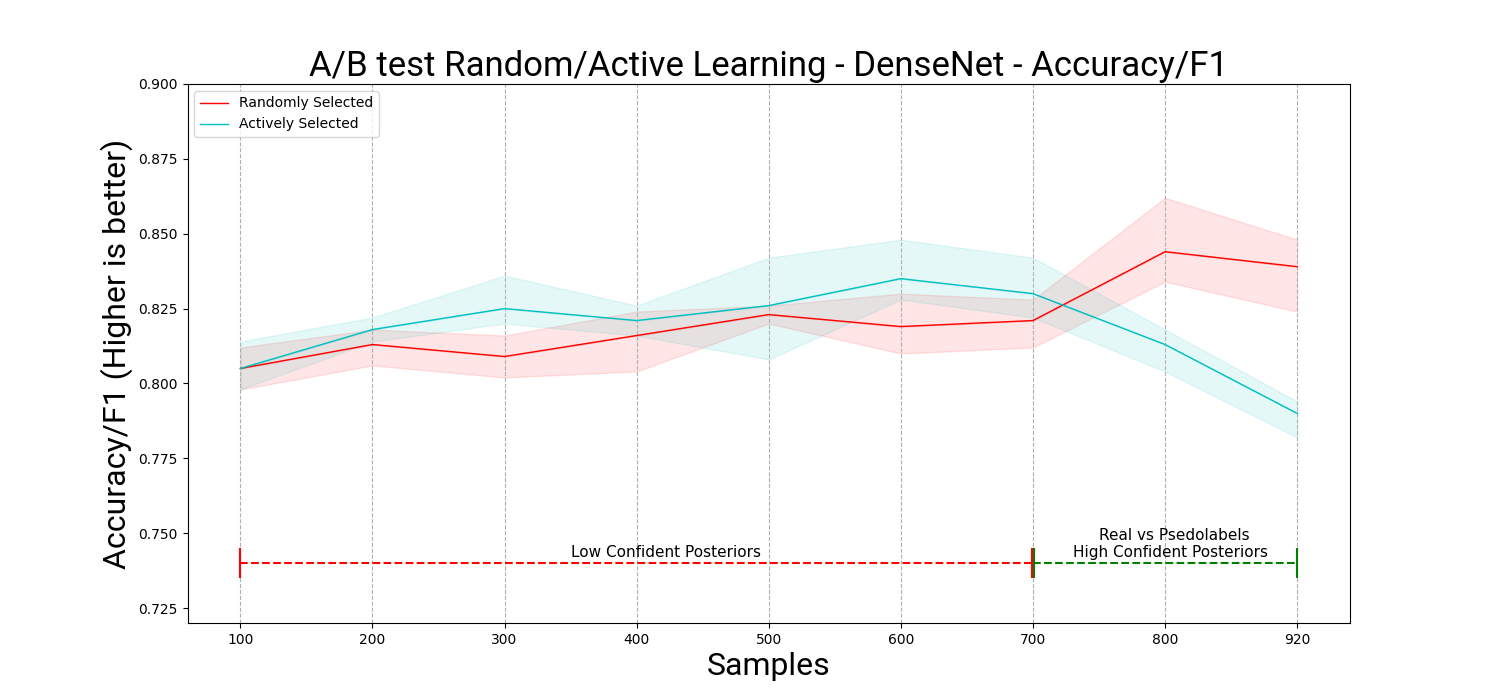 A/B test Random/Active Learning - DenseNet - Accuracy/F1
Accuracy/F1 (Higher is better)
0.900
0.875
0.850
0.825
0.800
0.775
0.750
0.725
Randomly Selected
Actively Selected
Low Confident Posteriors
Real vs Psedolabels
High Confident Posteriors
100 200 300 400 500 600 700 800 920
Samples